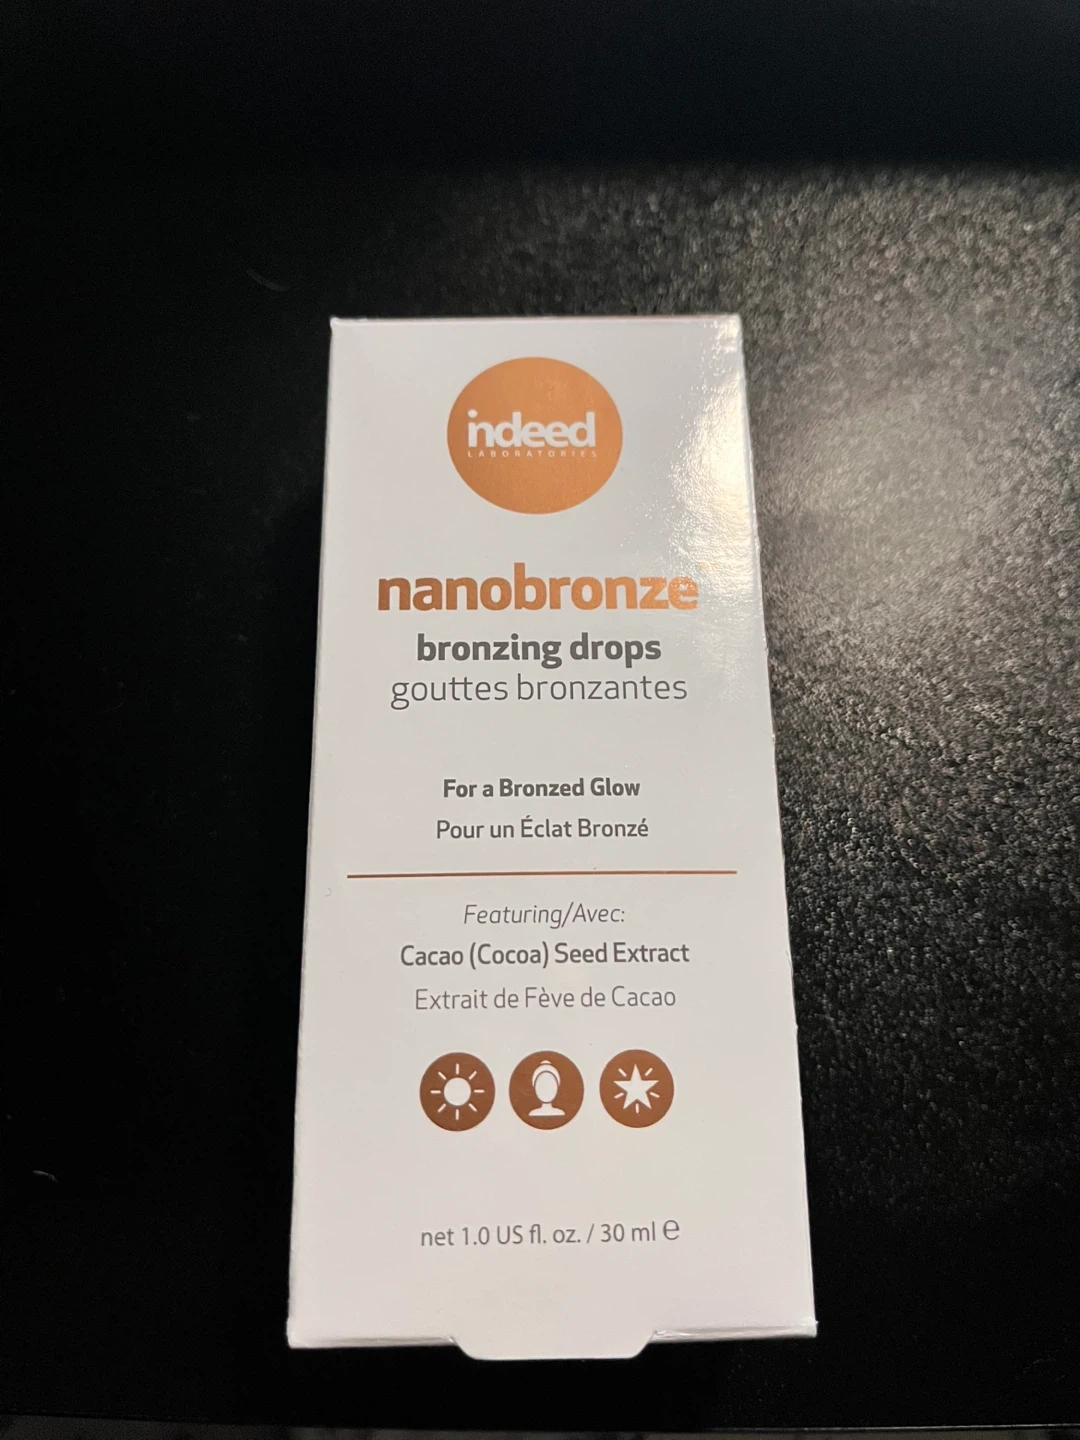 indeed
LABORATORIES
nanobronze™
bronzing drops
gouttes bronzantes
For a Bronzed Glow
Pour un Éclat Bronzé
Featuring/Avec:
Cacao (Cocoa) Seed Extract
Extrait de Fève de Cacao
net 1.0 US fl. oz. / 30 ml ℮